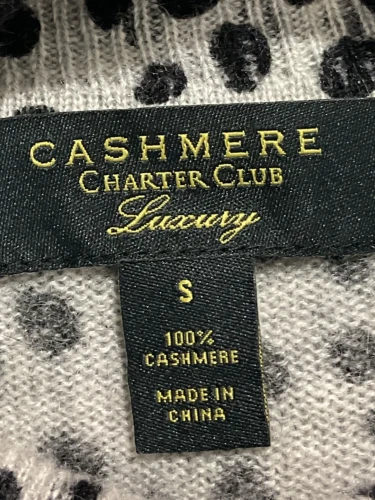 CASHMERE
CHARTER CLUB
Luxury
S
100%
CASHMERE
MADE IN
CHINA